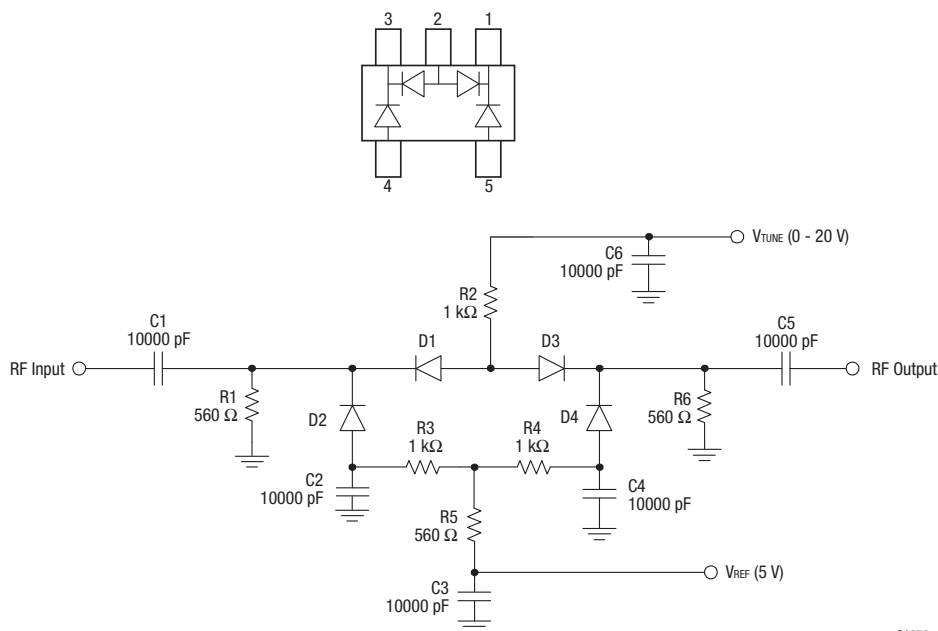 3 2 1
4 5
VTUNE (0 - 20 V)
C6
10000 pF
R2
1 kΩ
C1
10000 pF
D1
D3
C5
10000 pF
RF Input
RF Output
R1
560 Ω
D2
D4
R6
560 Ω
R3
1 kΩ
R4
1 kΩ
C2
10000 pF
C4
10000 pF
R5
560 Ω
VREF (5 V)
C3
10000 pF